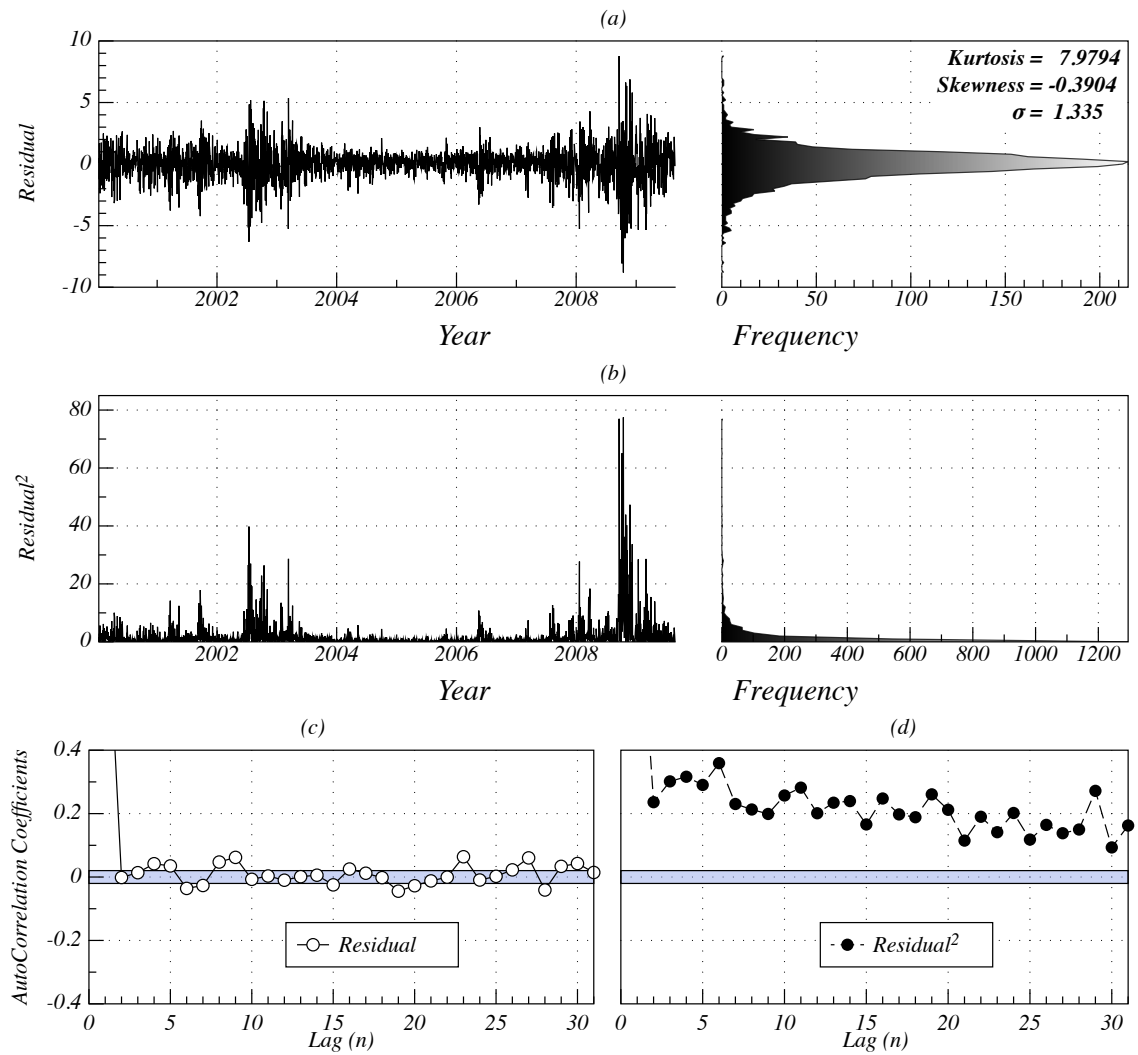 (a)
10
5
0
-5
-10
Residual
2002 2004 2006 2008
Year
Kurtosis = 7.9794
Skewness = -0.3904
σ = 1.335
0 50 100 150 200
Frequency
(b)
80
60
40
20
0
Residual²
2002 2004 2006 2008
Year
0 200 400 600 800 1000 1200
Frequency
(c)
0.4
0.2
0
-0.2
-0.4
AutoCorrelation Coefficients
Residual
0 5 10 15 20 25 30
Lag (n)
(d)
Residual²
0 5 10 15 20 25 30
Lag (n)